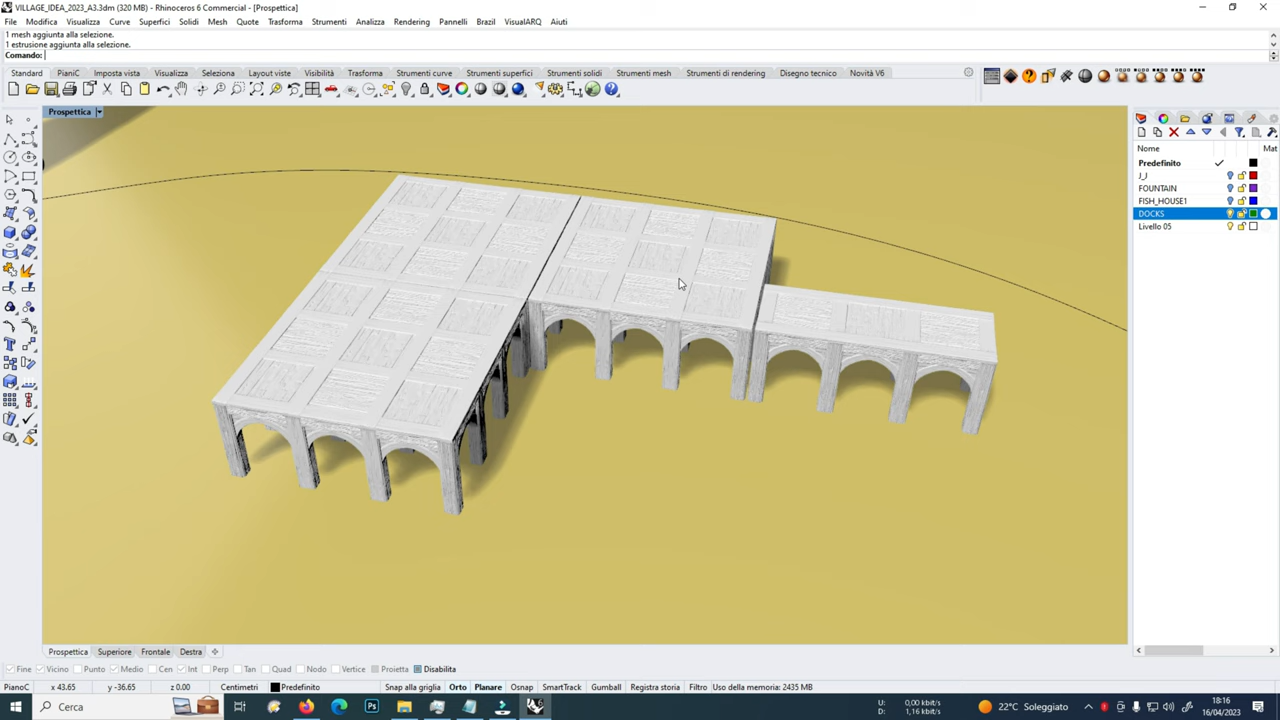 VILLAGE_IDEA_2023_A3.3dm (320 MB) - Rhinoceros 6 Commercial - [Prospettica]
File Modifica Visualizza Curve Superfici Solidi Mesh Quote Trasforma Strumenti Analizza Rendering Pannelli Brazil VisualARQ Aiuti
1 mesh aggiunta alla selezione.
1 estrusione aggiunta alla selezione.
Comando:
Standard PianiC Imposta vista Visualizza Seleziona Layout viste Visibilità Trasforma Strumenti curve Strumenti superfici Strumenti solidi Strumenti mesh Strumenti di rendering Disegno tecnico Novità V6
Prospettica
Nome Mat
Predefinito
J_J
FOUNTAIN
FISH_HOUSE1
DOCKS
Livello 05
Prospettica Superiore Frontale Destra
Fine Vicino Punto Medio Cen Int Perp Tan Quad Nodo Vertice Proietta Disabilita
PianoC x 43.65 y -36.65 z 0.00 Centimetri Predefinito Snap alla griglia Orto Planare Osnap SmartTrack Gumball Registra storia Filtro Uso della memoria: 2435 MB
Cerca
U: 0,00 kbit/s
D: 1,16 kbit/s
22°C Soleggiato
18:16
16/04/2023